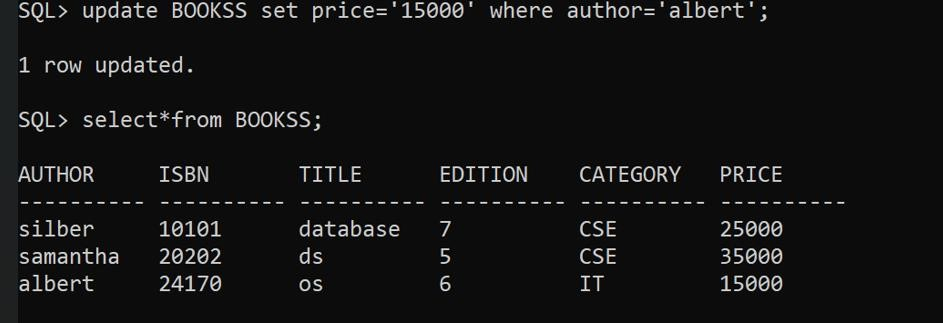 SQL> update BOOKSS set price='15000' where author='albert';
1 row updated.
SQL> select*from BOOKSS;
AUTHOR     ISBN       TITLE      EDITION    CATEGORY   PRICE
---------- ---------- ---------- ---------- ---------- ----------
silber     10101      database   7          CSE        25000
samantha   20202      ds         5          CSE        35000
albert     24170      os         6          IT         15000